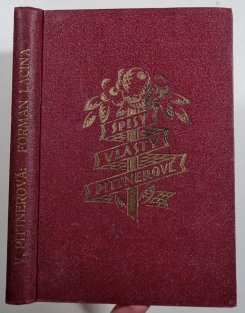 V. PITTNEROVÁ: FORMAN LACINA
SPISY
VLASTY
PITTNEROVÉ